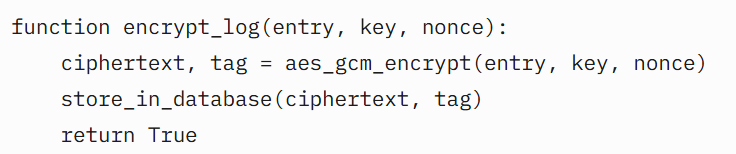 function encrypt_log(entry, key, nonce):
    ciphertext, tag = aes_gcm_encrypt(entry, key, nonce)
    store_in_database(ciphertext, tag)
    return True